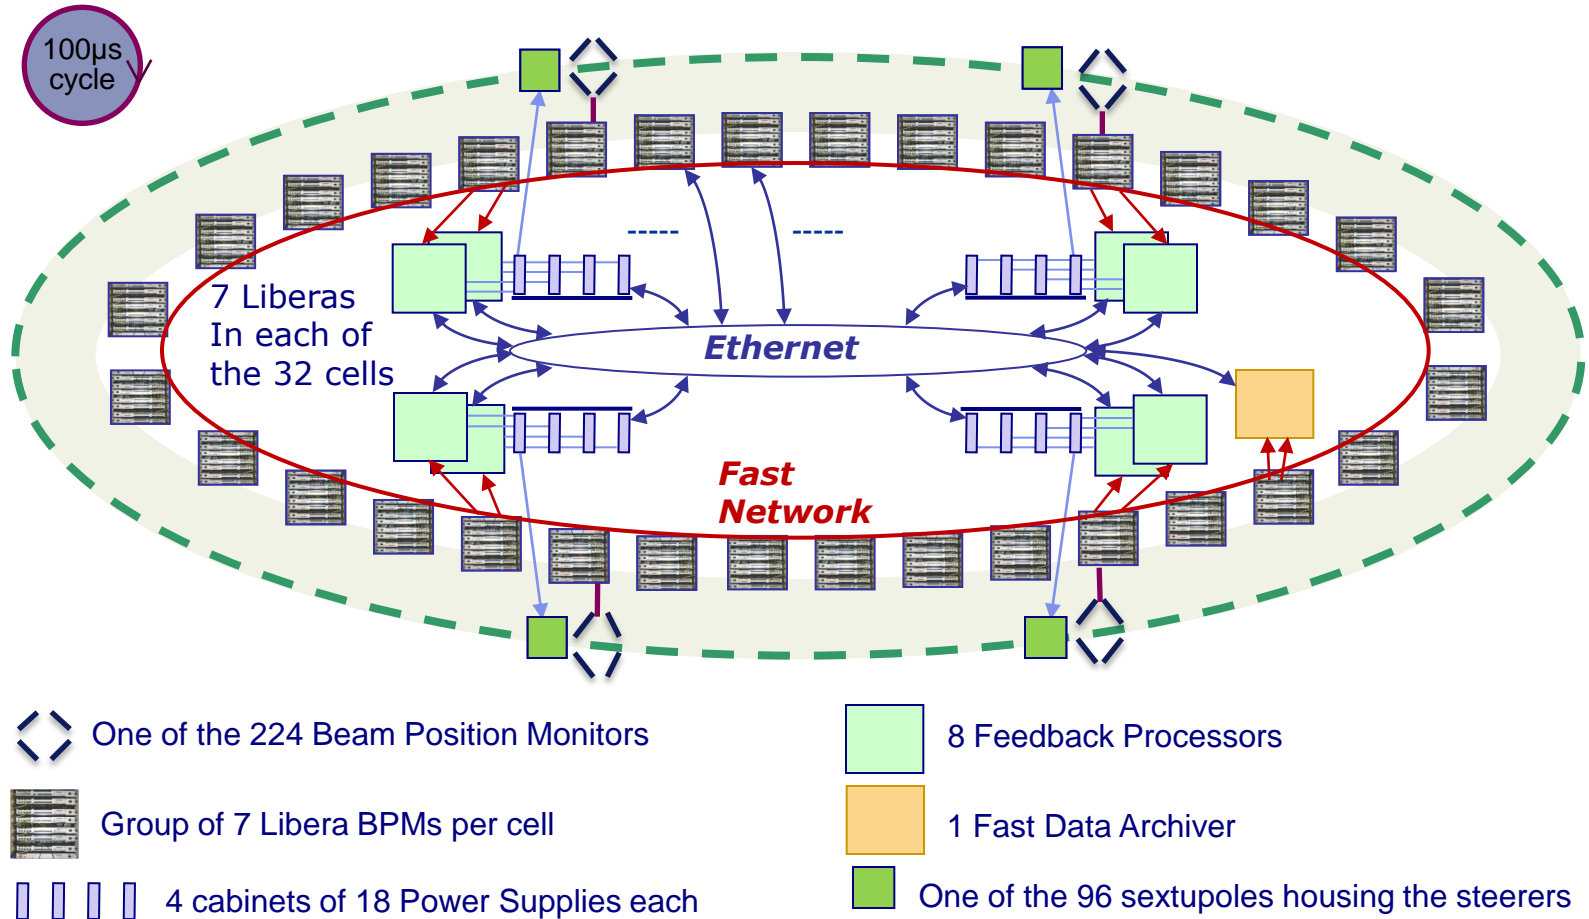 100µs
cycle
-----
-----
7 Liberas
In each of
the 32 cells
Ethernet
Fast
Network
One of the 224 Beam Position Monitors
8 Feedback Processors
Group of 7 Libera BPMs per cell
1 Fast Data Archiver
4 cabinets of 18 Power Supplies each
One of the 96 sextupoles housing the steerers